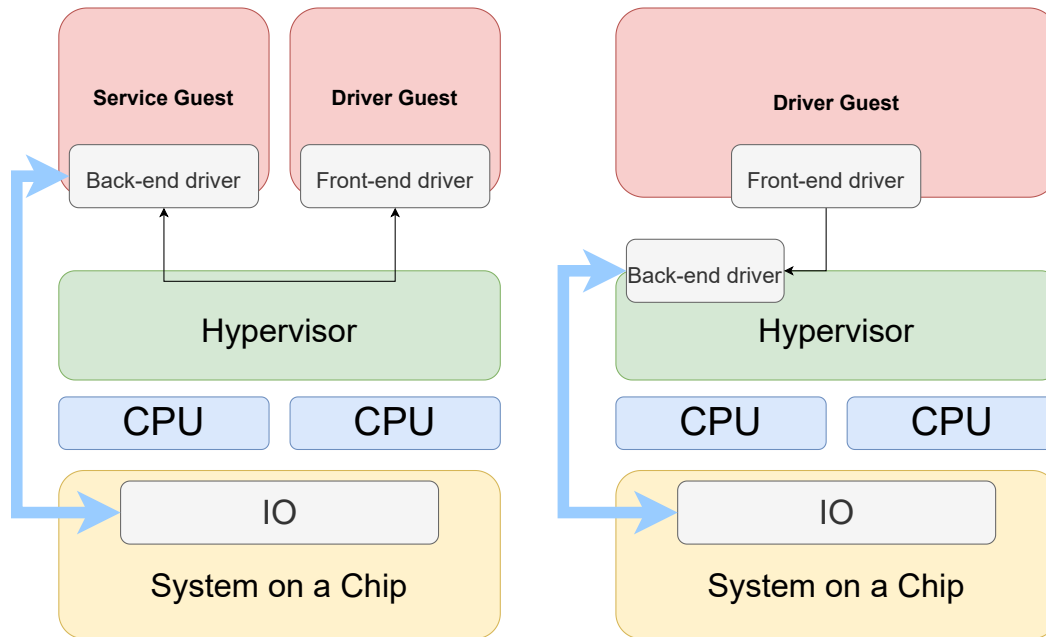 Service Guest
Driver Guest
Back-end driver
Front-end driver
Hypervisor
CPU
CPU
IO
System on a Chip
Driver Guest
Front-end driver
Back-end driver
Hypervisor
CPU
CPU
IO
System on a Chip